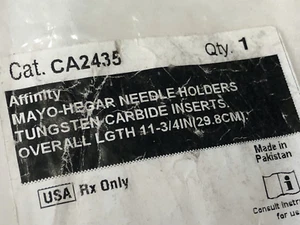 Cat. CA2435
Qty. 1
Affinity
MAYO-HEGAR NEEDLE HOLDERS
TUNGSTEN CARBIDE INSERTS.
OVERALL LGTH 11-3/4IN(29.8CM).
USA Rx Only
Made in
Pakistan
i
Consult Instr
for us